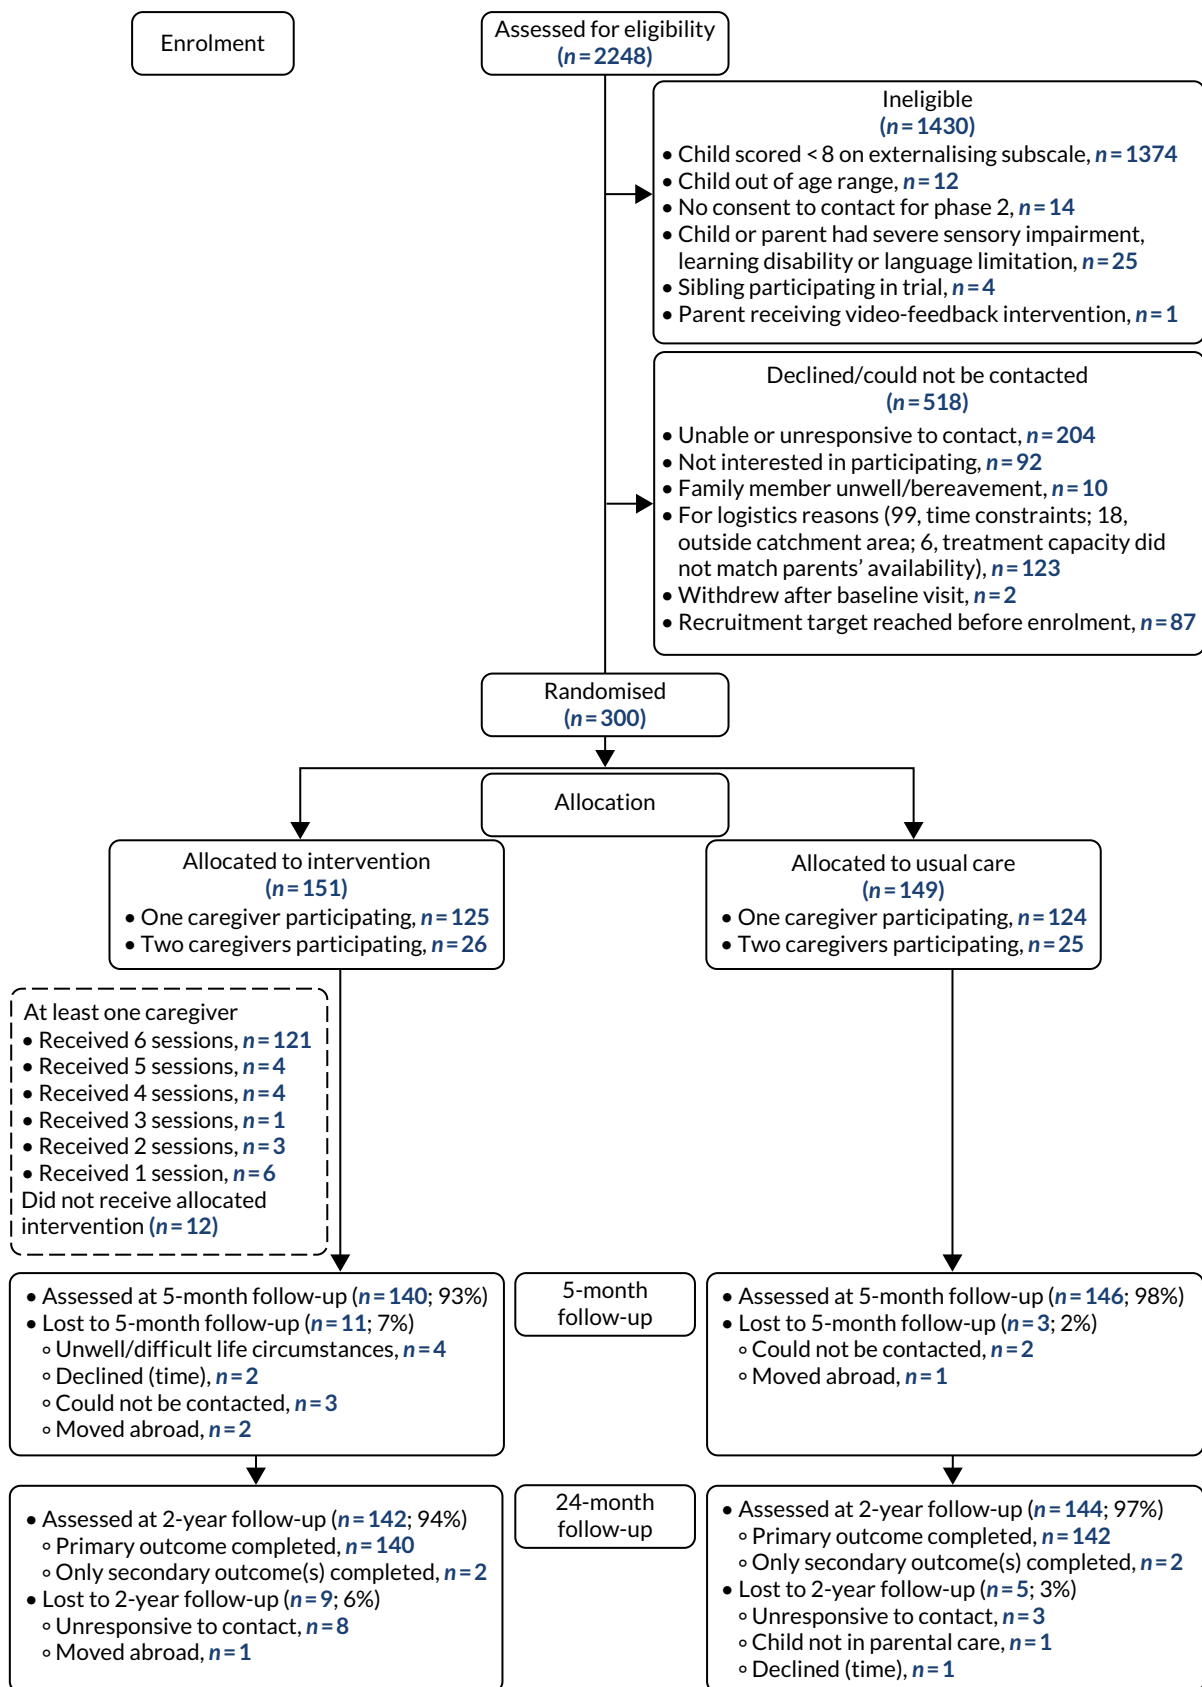 Enrolment
Assessed for eligibility
(n=2248)
Ineligible
(n=1430)
• Child scored <8 on externalising subscale, n=1374
• Child out of age range, n=12
• No consent to contact for phase 2, n=14
• Child or parent had severe sensory impairment,
learning disability or language limitation, n=25
• Sibling participating in trial, n=4
• Parent receiving video-feedback intervention, n=1
Declined/could not be contacted
(n=518)
• Unable or unresponsive to contact, n=204
• Not interested in participating, n=92
• Family member unwell/bereavement, n=10
• For logistics reasons (99, time constraints; 18,
outside catchment area; 6, treatment capacity did
not match parents’ availability), n=123
• Withdrew after baseline visit, n=2
• Recruitment target reached before enrolment, n=87
Randomised
(n=300)
Allocation
Allocated to intervention
(n=151)
• One caregiver participating, n=125
• Two caregivers participating, n=26
Allocated to usual care
(n=149)
• One caregiver participating, n=124
• Two caregivers participating, n=25
At least one caregiver
• Received 6 sessions, n=121
• Received 5 sessions, n=4
• Received 4 sessions, n=4
• Received 3 sessions, n=1
• Received 2 sessions, n=3
• Received 1 session, n=6
Did not receive allocated
intervention (n=12)
• Assessed at 5-month follow-up (n=140; 93%)
• Lost to 5-month follow-up (n=11; 7%)
∘ Unwell/difficult life circumstances, n=4
∘ Declined (time), n=2
∘ Could not be contacted, n=3
∘ Moved abroad, n=2
5-month
follow-up
• Assessed at 5-month follow-up (n=146; 98%)
• Lost to 5-month follow-up (n=3; 2%)
∘ Could not be contacted, n=2
∘ Moved abroad, n=1
• Assessed at 2-year follow-up (n=142; 94%)
∘ Primary outcome completed, n=140
∘ Only secondary outcome(s) completed, n=2
• Lost to 2-year follow-up (n=9; 6%)
∘ Unresponsive to contact, n=8
∘ Moved abroad, n=1
24-month
follow-up
• Assessed at 2-year follow-up (n=144; 97%)
∘ Primary outcome completed, n=142
∘ Only secondary outcome(s) completed, n=2
• Lost to 2-year follow-up (n=5; 3%)
∘ Unresponsive to contact, n=3
∘ Child not in parental care, n=1
∘ Declined (time), n=1